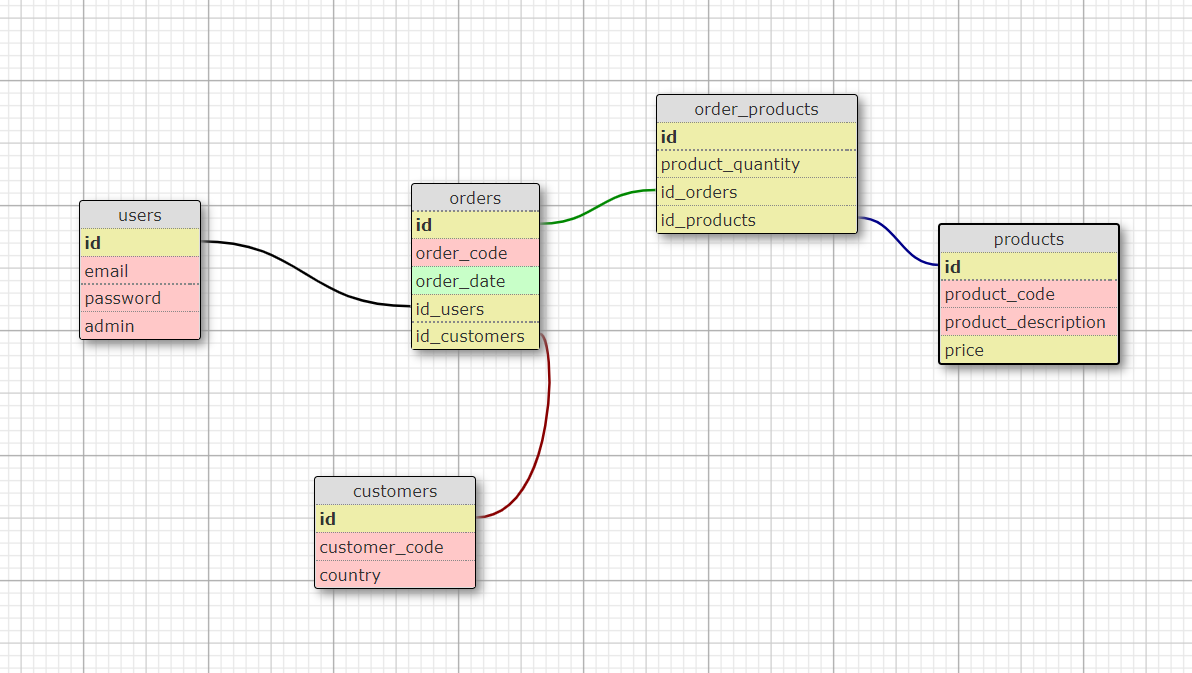 users
id
email
password
admin
orders
id
order_code
order_date
id_users
id_customers
order_products
id
product_quantity
id_orders
id_products
products
id
product_code
product_description
price
customers
id
customer_code
country